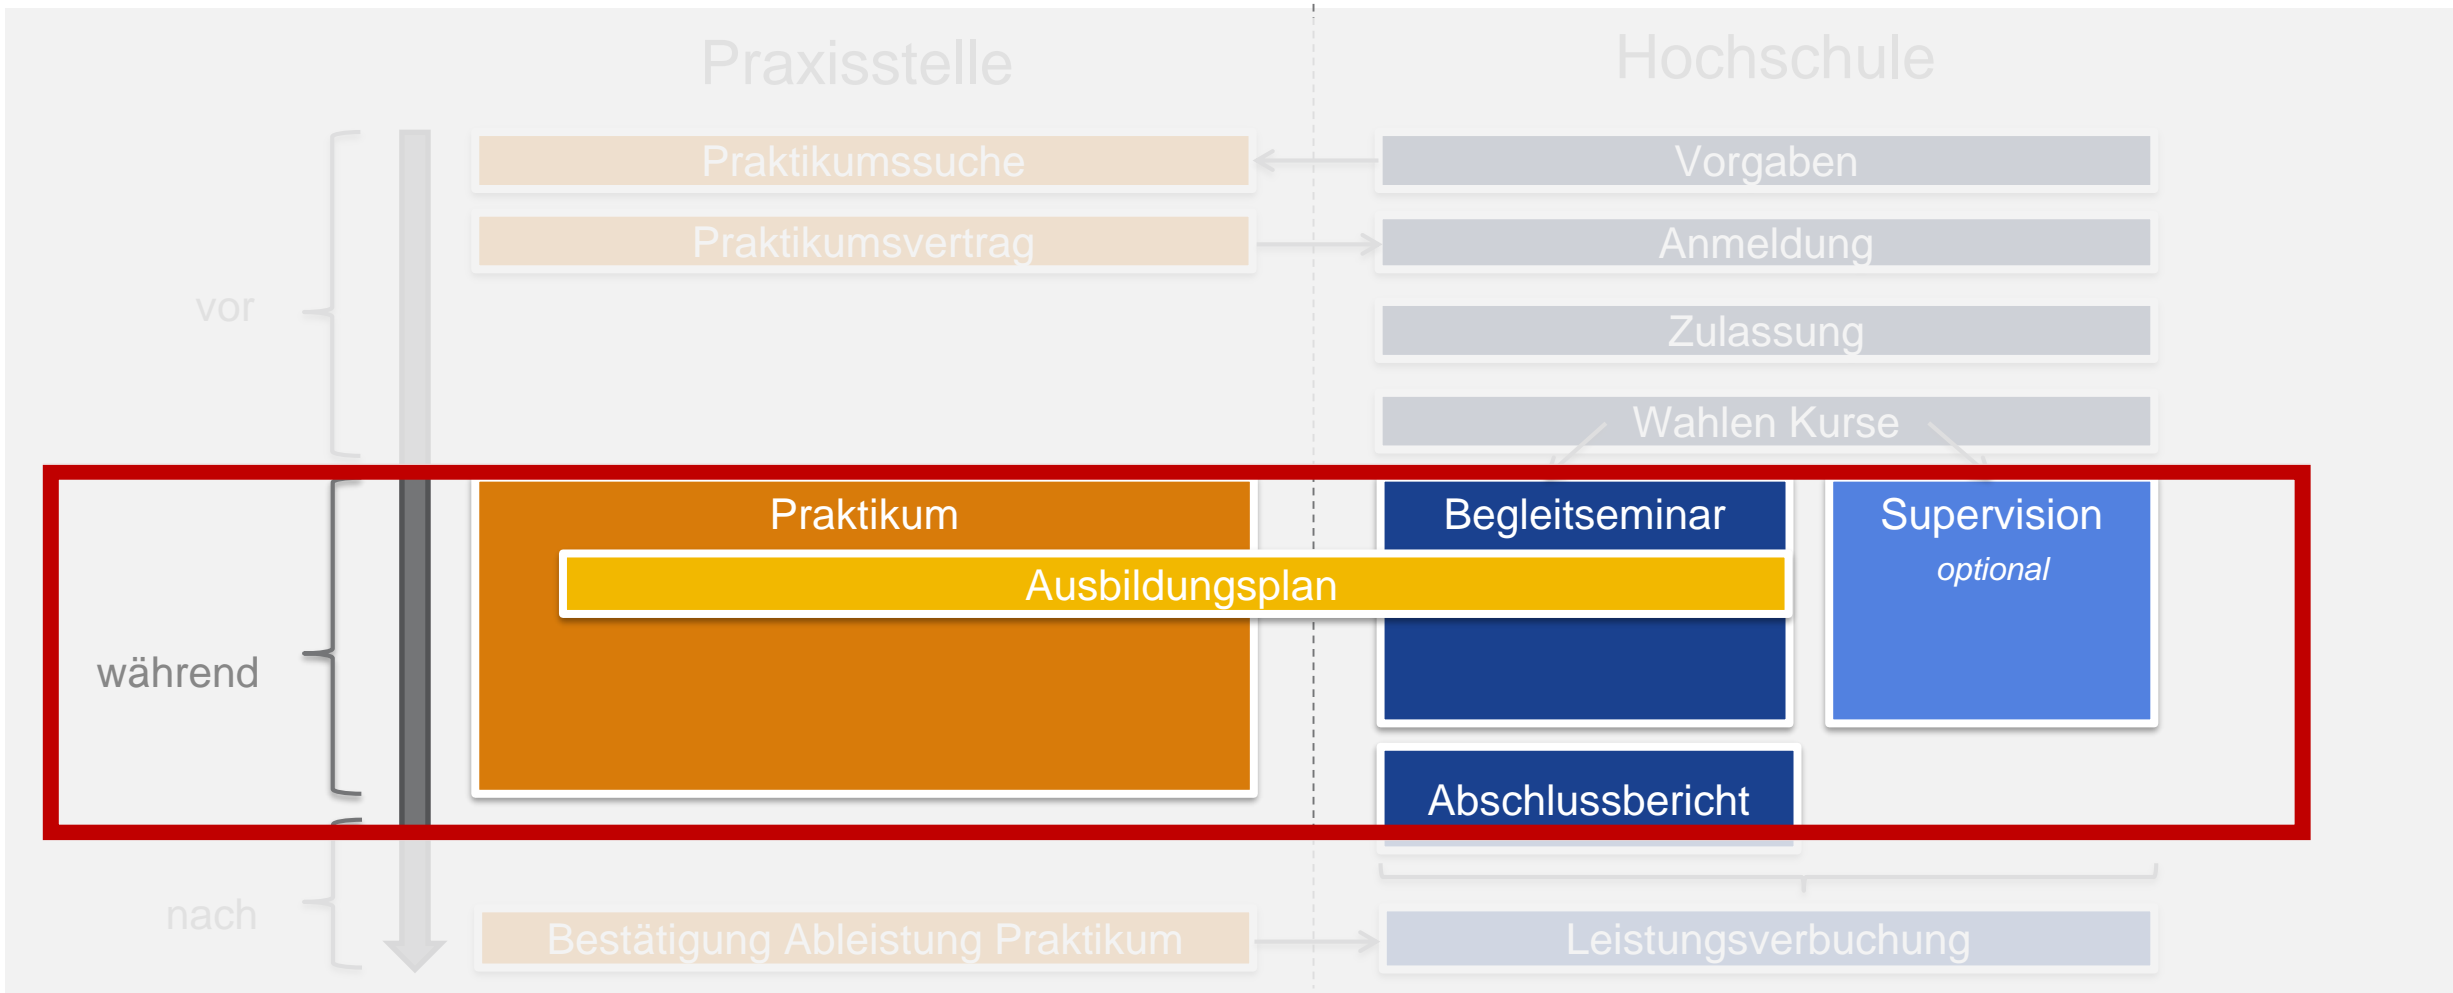 Praxisstelle
Hochschule
Praktikumssuche
Vorgaben
Praktikumsvertrag
Anmeldung
vor
Zulassung
Wahlen Kurse
Praktikum
Begleitseminar
Supervision
optional
Ausbildungsplan
während
Abschlussbericht
nach
Bestätigung Ableistung Praktikum
Leistungsverbuchung